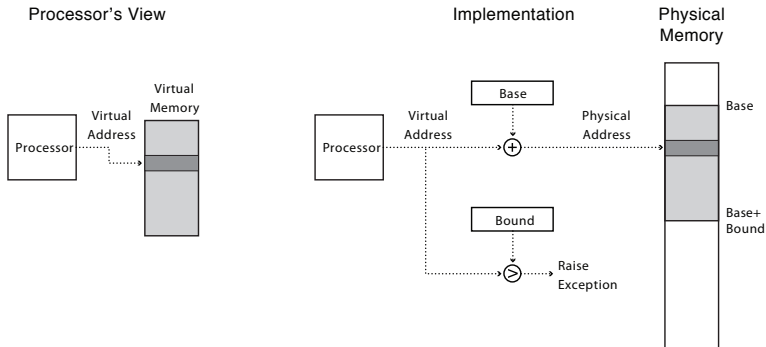 Processor's View
Implementation
Physical
Memory
Virtual
Memory
Virtual
Address
Processor
Base
Virtual
Address
Physical
Address
Processor
+
Base
Bound
Base+
Bound
>
Raise
Exception